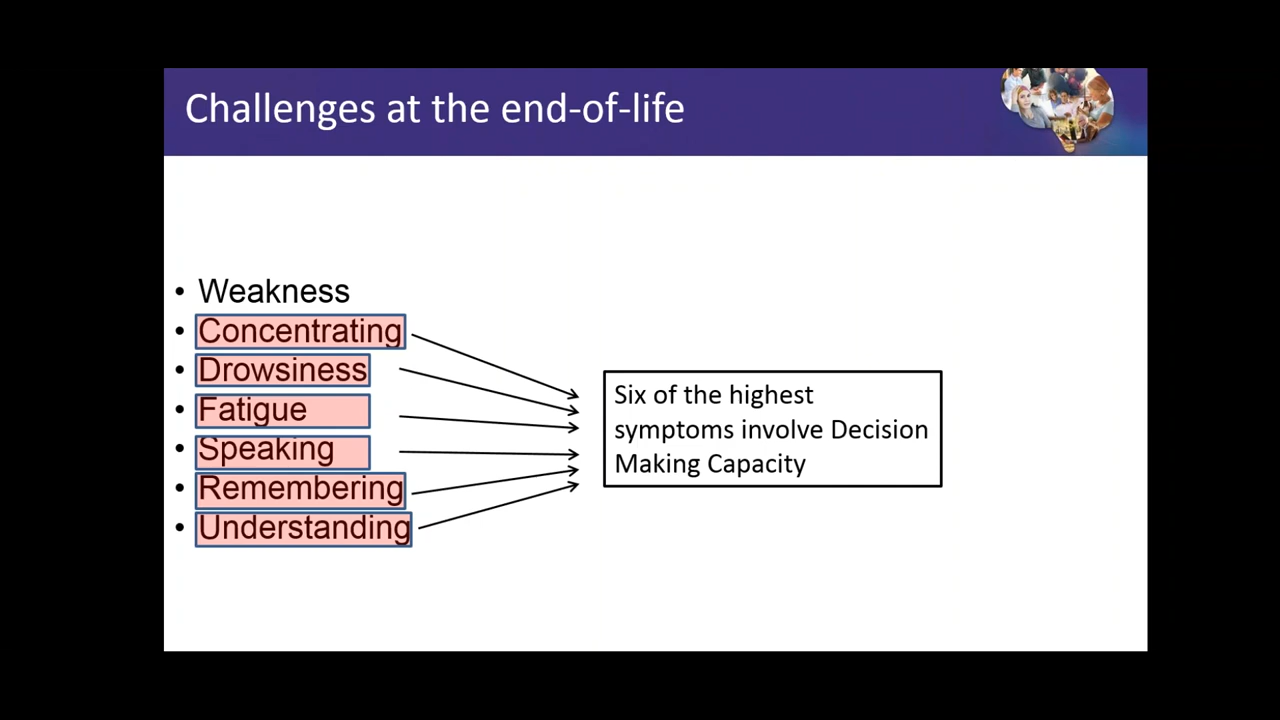 Challenges at the end-of-life
• Weakness
• Concentrating
• Drowsiness
• Fatigue
• Speaking
• Remembering
• Understanding
Six of the highest
symptoms involve Decision
Making Capacity